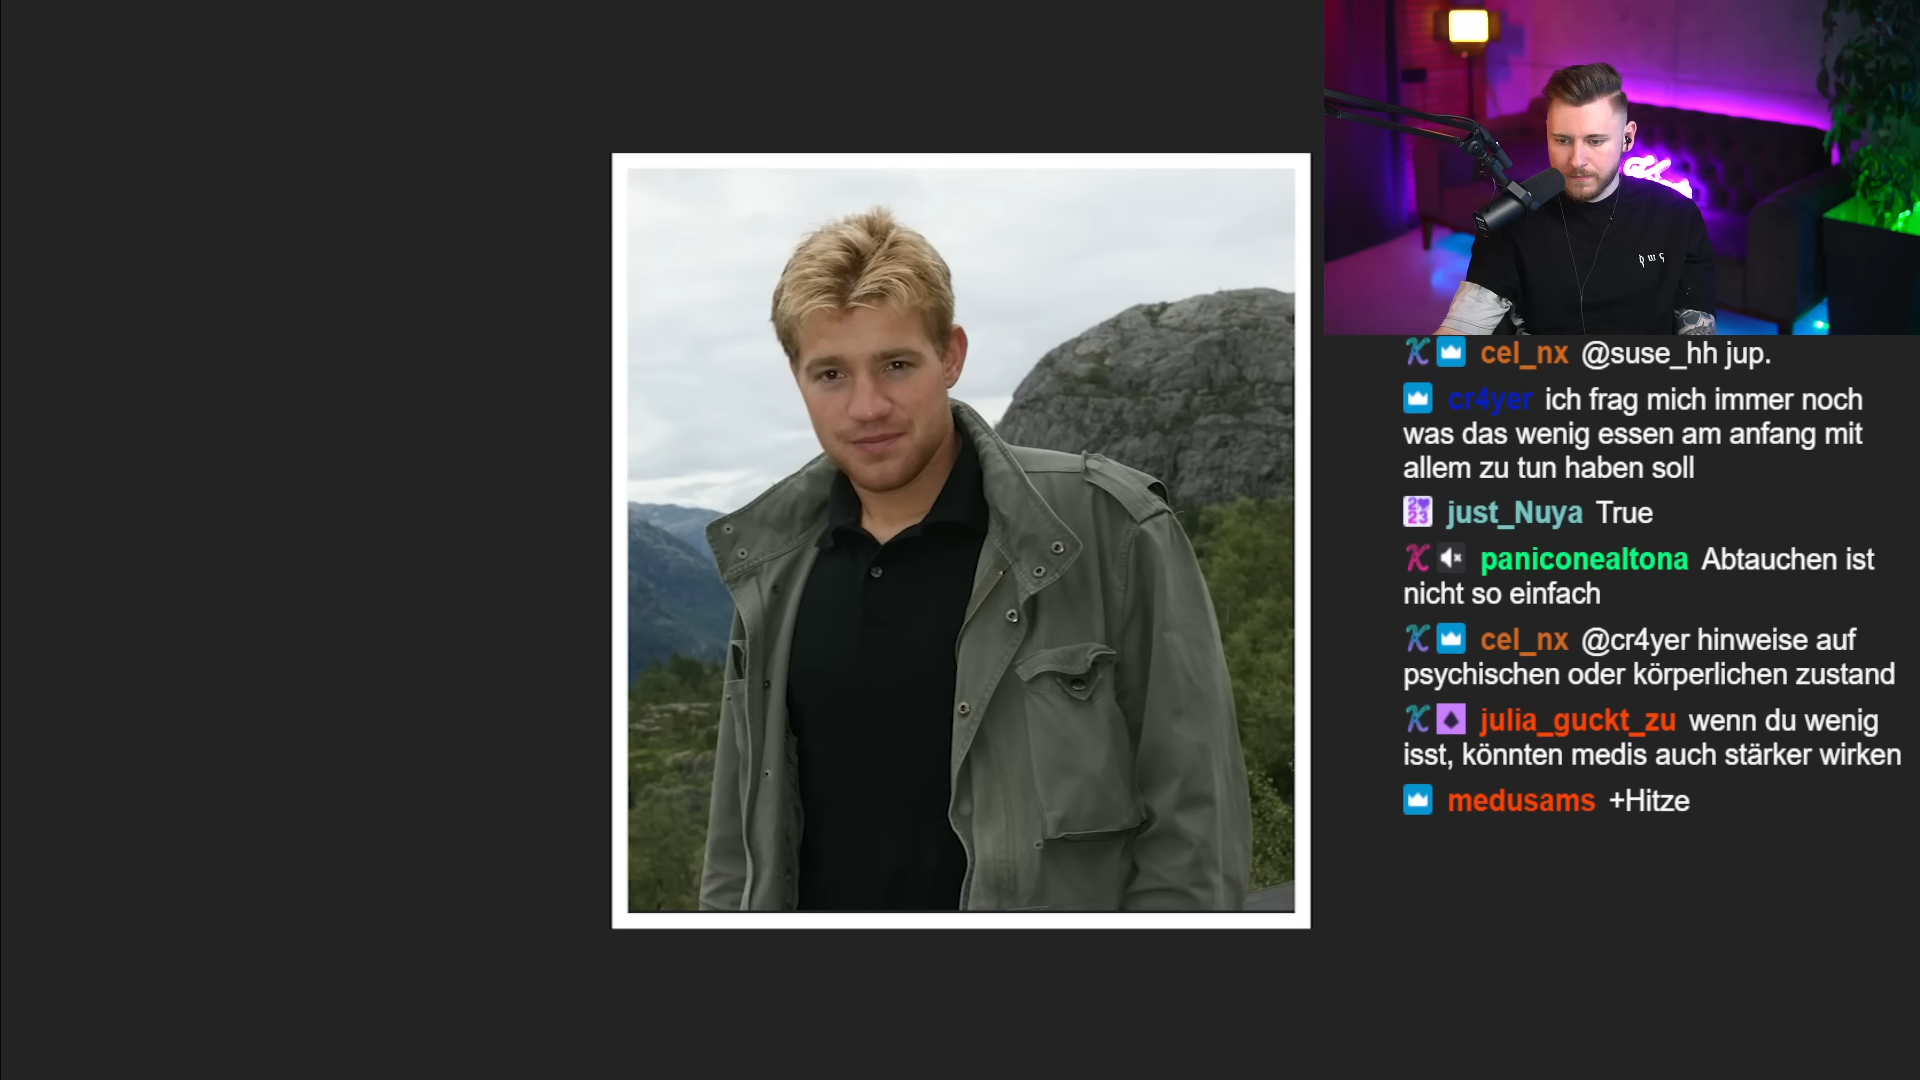 cel_nx @suse_hh jup.
cr4yer ich frag mich immer noch
was das wenig essen am anfang mit
allem zu tun haben soll
just_Nuya True
paniconealtona Abtauchen ist
nicht so einfach
cel_nx @cr4yer hinweise auf
psychischen oder körperlichen zustand
julia_guckt_zu wenn du wenig
isst, könnten medis auch stärker wirken
medusams +Hitze